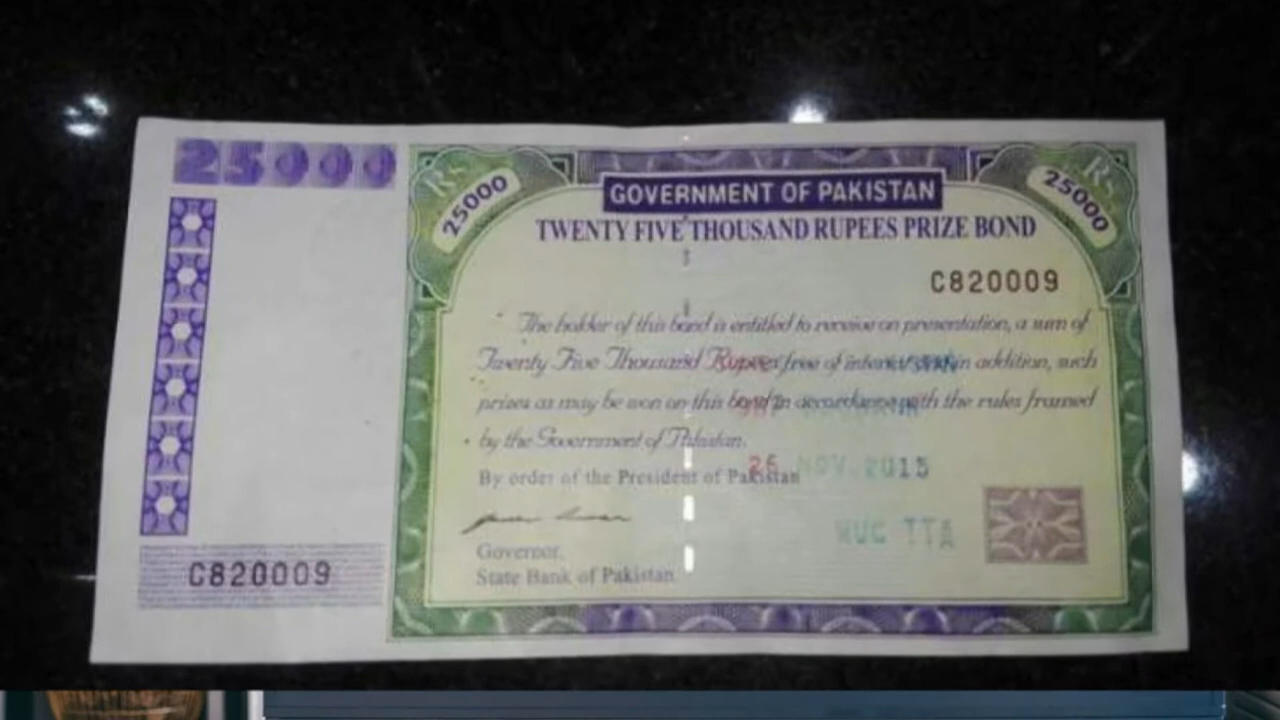 25000
Rs 25000
GOVERNMENT OF PAKISTAN
Rs 25000
TWENTY FIVE THOUSAND RUPEES PRIZE BOND
C820009
The holder of this bond is entitled to receive on presentation, a sum of
Twenty Five Thousand Rupees free of interest in addition, such
prizes as may be won on this bond in accordance with the rules framed
by the Government of Pakistan.
By order of the President of Pakistan
26 NOV 2015
Governor,
State Bank of Pakistan
C820009